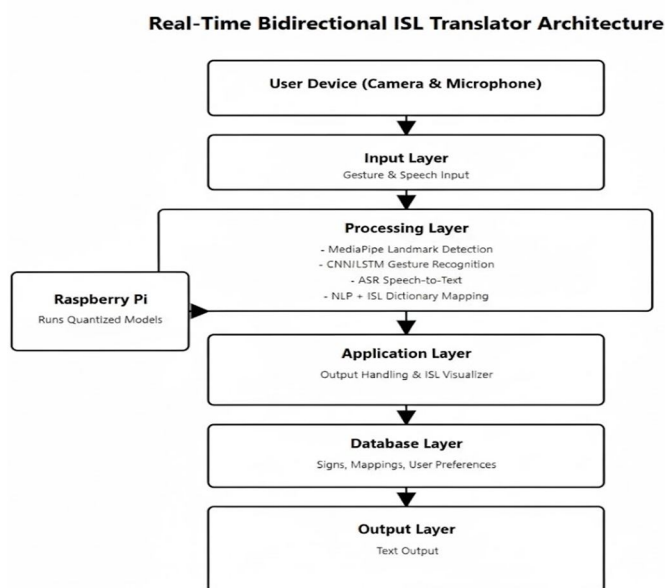 Real-Time Bidirectional ISL Translator Architecture
User Device (Camera & Microphone)
Input Layer
Gesture & Speech Input
Processing Layer
- MediaPipe Landmark Detection
- CNN/LSTM Gesture Recognition
- ASR Speech-to-Text
- NLP + ISL Dictionary Mapping
Raspberry Pi
Runs Quantized Models
Application Layer
Output Handling & ISL Visualizer
Database Layer
Signs, Mappings, User Preferences
Output Layer
Text Output